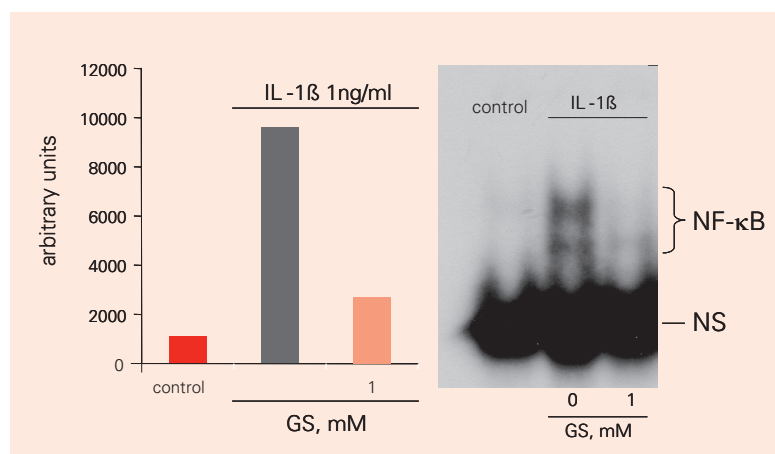 12000
10000
8000
6000
4000
2000
0
arbitrary units
IL -1ß 1ng/ml
control
1
GS, mM
control
IL -1ß
NF-κB
NS
0 1
GS, mM